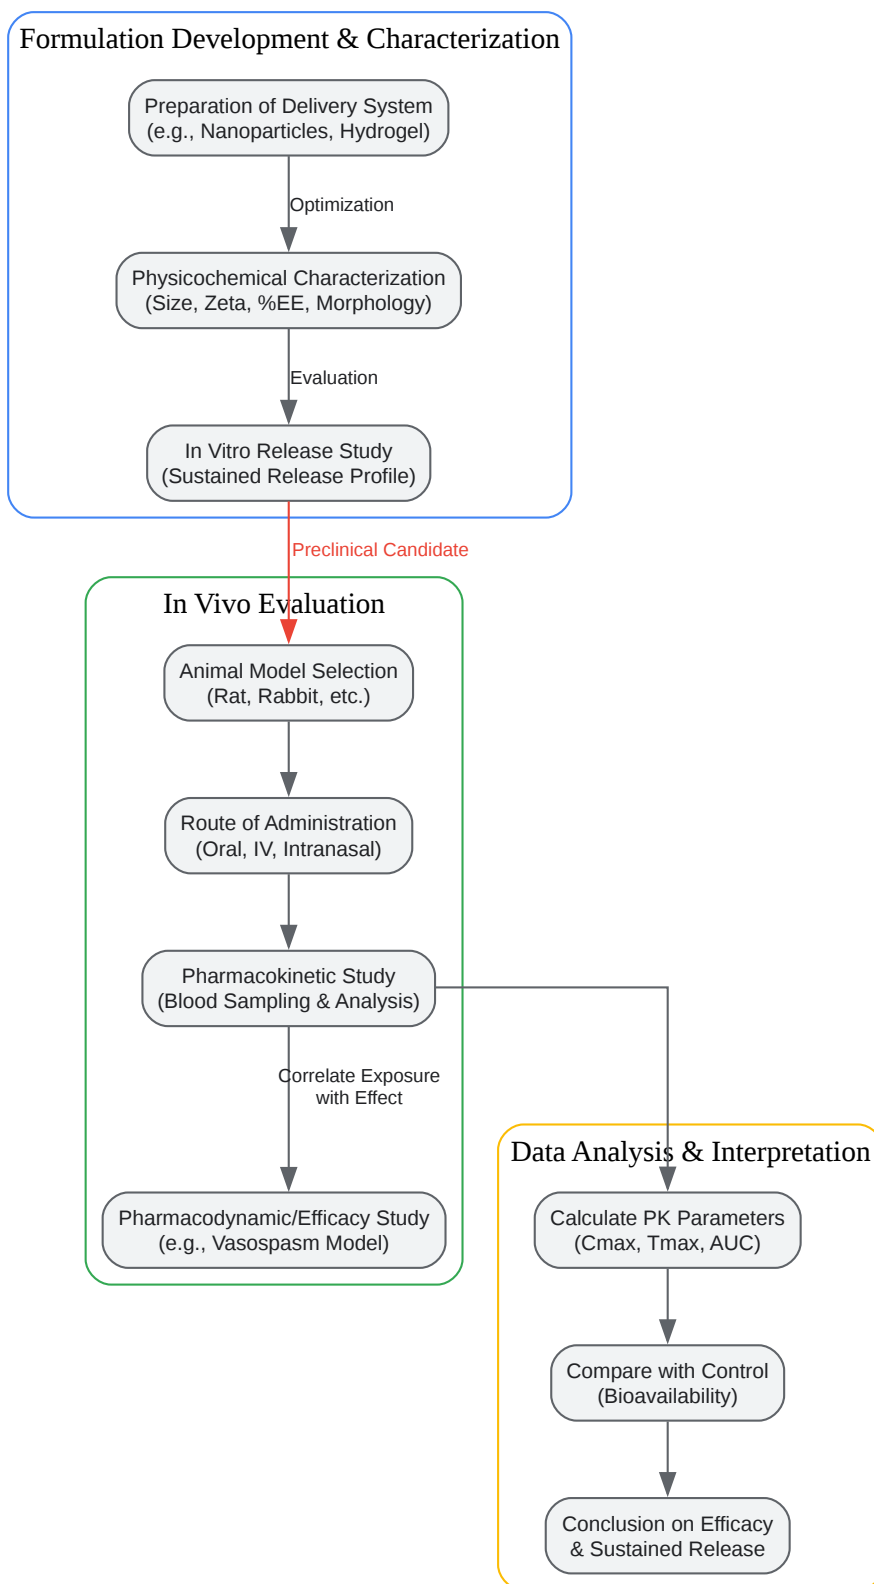 Formulation Development & Characterization
Preparation of Delivery System
(e.g., Nanoparticles, Hydrogel)
Optimization
Physicochemical Characterization
(Size, Zeta, %EE, Morphology)
Evaluation
In Vitro Release Study
(Sustained Release Profile)
Preclinical Candidate
In Vivo Evaluation
Animal Model Selection
(Rat, Rabbit, etc.)
Route of Administration
(Oral, IV, Intranasal)
Pharmacokinetic Study
(Blood Sampling & Analysis)
Correlate Exposure
with Effect
Pharmacodynamic/Efficacy Study
(e.g., Vasospasm Model)
Data Analysis & Interpretation
Calculate PK Parameters
(Cmax, Tmax, AUC)
Compare with Control
(Bioavailability)
Conclusion on Efficacy
& Sustained Release